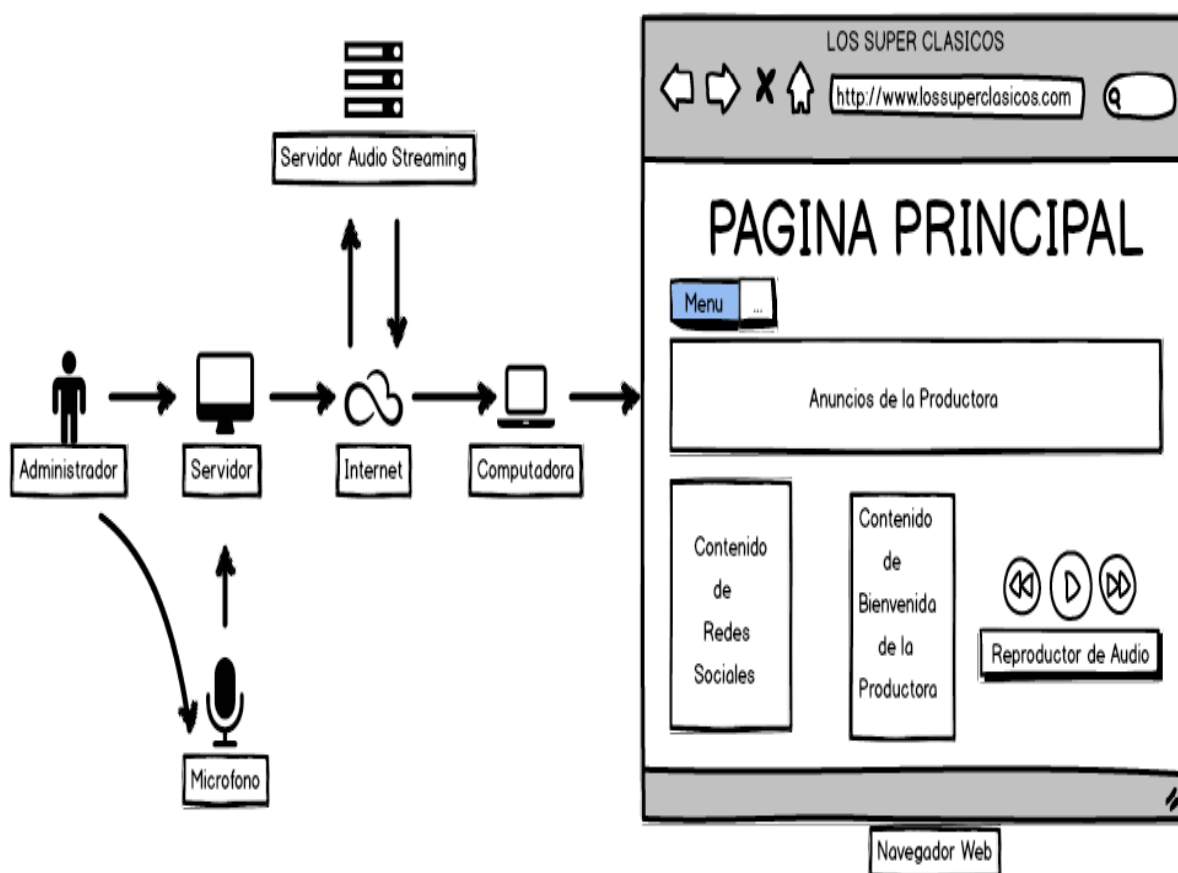 Servidor Audio Streaming
Administrador
Servidor
Internet
Computadora
Microfono
LOS SUPER CLASICOS
http://www.lossuperclasicos.com
PAGINA PRINCIPAL
Menu ...
Anuncios de la Productora
Contenido
de
Redes
Sociales
Contenido
de
Bienvenida
de la
Productora
Reproductor de Audio
Navegador Web